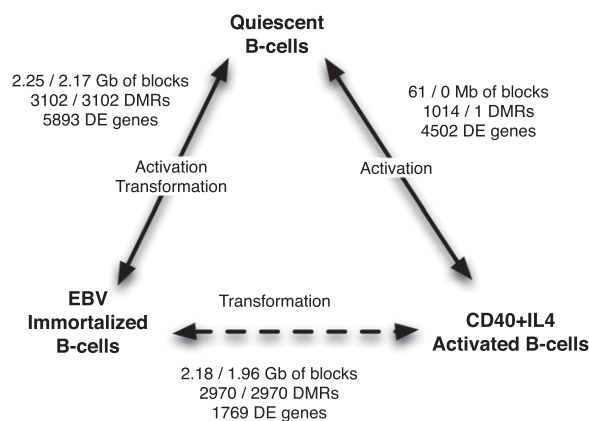 Quiescent
B-cells
2.25 / 2.17 Gb of blocks
3102 / 3102 DMRs
5893 DE genes
61 / 0 Mb of blocks
1014 / 1 DMRs
4502 DE genes
Activation
Transformation
Activation
EBV
Immortalized
B-cells
Transformation
CD40+IL4
Activated B-cells
2.18 / 1.96 Gb of blocks
2970 / 2970 DMRs
1769 DE genes